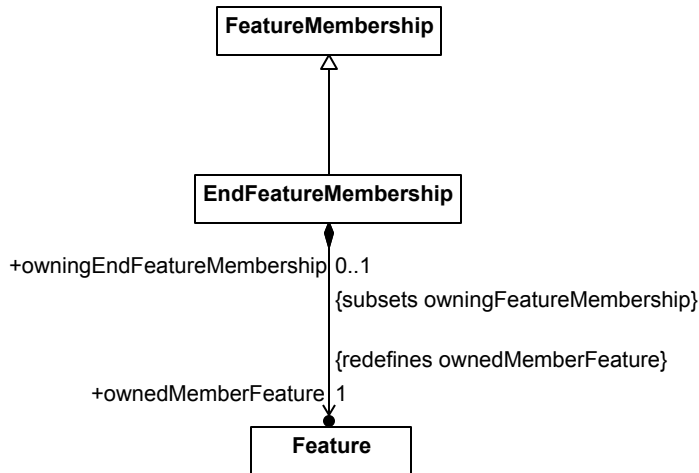 FeatureMembership
EndFeatureMembership
+owningEndFeatureMembership 0..1
{subsets owningFeatureMembership}
{redefines ownedMemberFeature}
+ownedMemberFeature 1
Feature